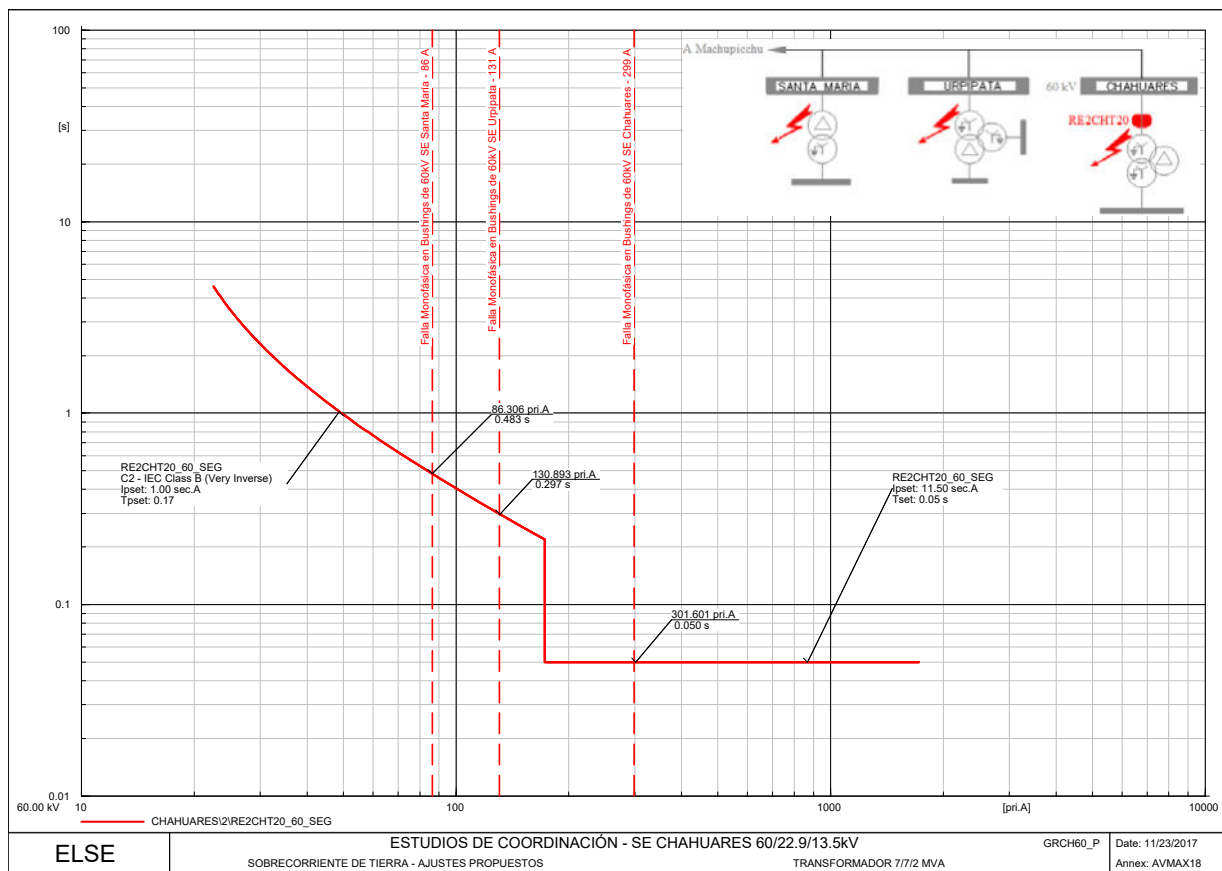 100
[s]
10
1
0.1
0.01
60.00 kV
10
100
1000
[pri.A]
10000
Falla Monofásica en Bushings de 60kV SE Santa María - 86 A
Falla Monofásica en Bushings de 60kV SE Urpipata - 131 A
Falla Monofásica en Bushings de 60kV SE Chahuares - 299 A
A Machupicchu
SANTA MARIA
URPIPATA
60 kV
CHAHUARES
RE2CHT20
86.306 pri.A
0.483 s
130.893 pri.A
0.297 s
RE2CHT20_60_SEG
C2 - IEC Class B (Very Inverse)
Ipset: 1.00 sec.A
Tpset: 0.17
RE2CHT20_60_SEG
Ipset: 11.50 sec.A
Tset: 0.05 s
301.601 pri.A
0.050 s
CHAHUARES\2\RE2CHT20_60_SEG
ELSE
ESTUDIOS DE COORDINACIÓN - SE CHAHUARES 60/22.9/13.5kV
SOBRECORRIENTE DE TIERRA - AJUSTES PROPUESTOS
TRANSFORMADOR 7/7/2 MVA
GRCH60_P
Date: 11/23/2017
Annex: AVMAX18